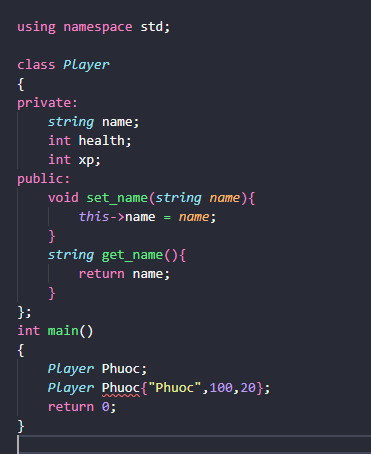 using namespace std;
class Player
{
private:
    string name;
    int health;
    int xp;
public:
    void set_name(string name){
        this->name = name;
    }
    string get_name(){
        return name;
    }
};
int main()
{
    Player Phuoc;
    Player Phuoc{"Phuoc",100,20};
    return 0;
}